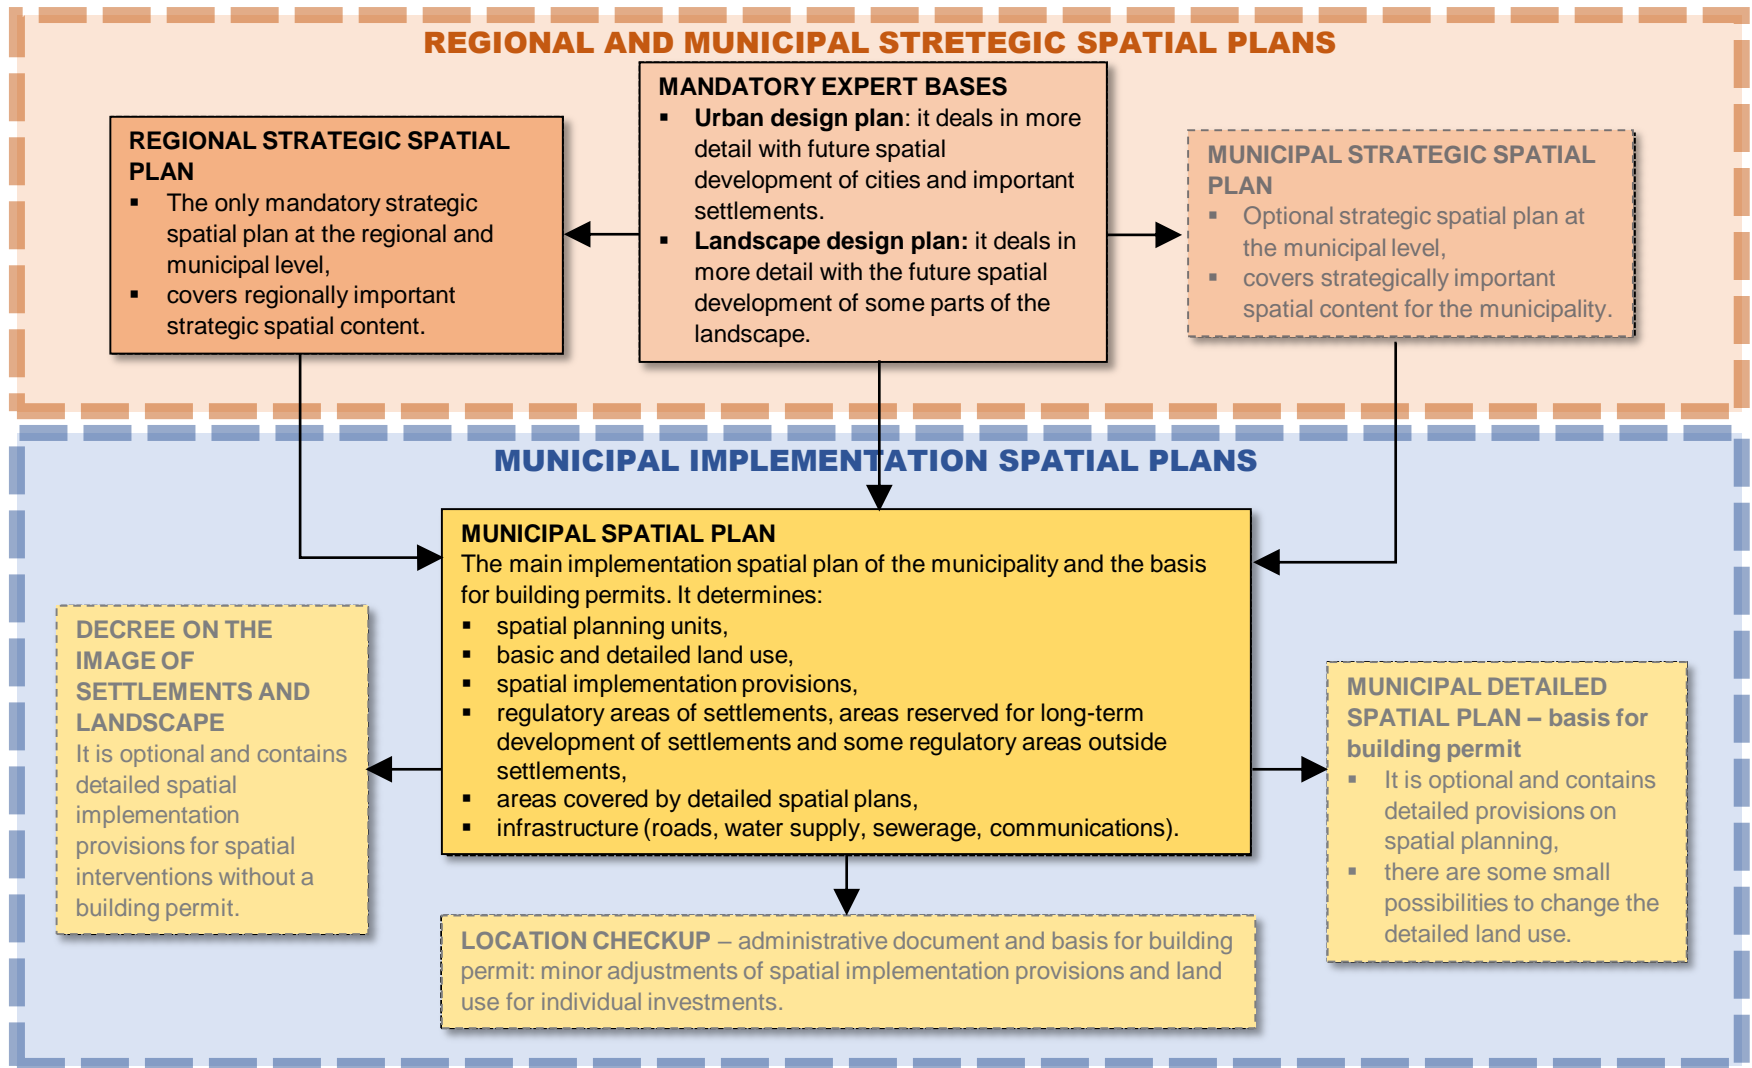 REGIONAL AND MUNICIPAL STRETEGIC SPATIAL PLANS
REGIONAL STRATEGIC SPATIAL
PLAN
▪ The only mandatory strategic
spatial plan at the regional and
municipal level,
▪ covers regionally important
strategic spatial content.
MANDATORY EXPERT BASES
▪ Urban design plan: it deals in more
detail with future spatial
development of cities and important
settlements.
▪ Landscape design plan: it deals in
more detail with the future spatial
development of some parts of the
landscape.
MUNICIPAL STRATEGIC SPATIAL
PLAN
▪ Optional strategic spatial plan at
the municipal level,
▪ covers strategically important
spatial content for the municipality.
MUNICIPAL IMPLEMENTATION SPATIAL PLANS
MUNICIPAL SPATIAL PLAN
The main implementation spatial plan of the municipality and the basis
for building permits. It determines:
▪ spatial planning units,
▪ basic and detailed land use,
▪ spatial implementation provisions,
▪ regulatory areas of settlements, areas reserved for long-term
development of settlements and some regulatory areas outside
settlements,
▪ areas covered by detailed spatial plans,
▪ infrastructure (roads, water supply, sewerage, communications).
DECREE ON THE
IMAGE OF
SETTLEMENTS AND
LANDSCAPE
It is optional and contains
detailed spatial
implementation
provisions for spatial
interventions without a
building permit.
MUNICIPAL DETAILED
SPATIAL PLAN – basis for
building permit
▪ It is optional and contains
detailed provisions on
spatial planning,
▪ there are some small
possibilities to change the
detailed land use.
LOCATION CHECKUP – administrative document and basis for building
permit: minor adjustments of spatial implementation provisions and land
use for individual investments.